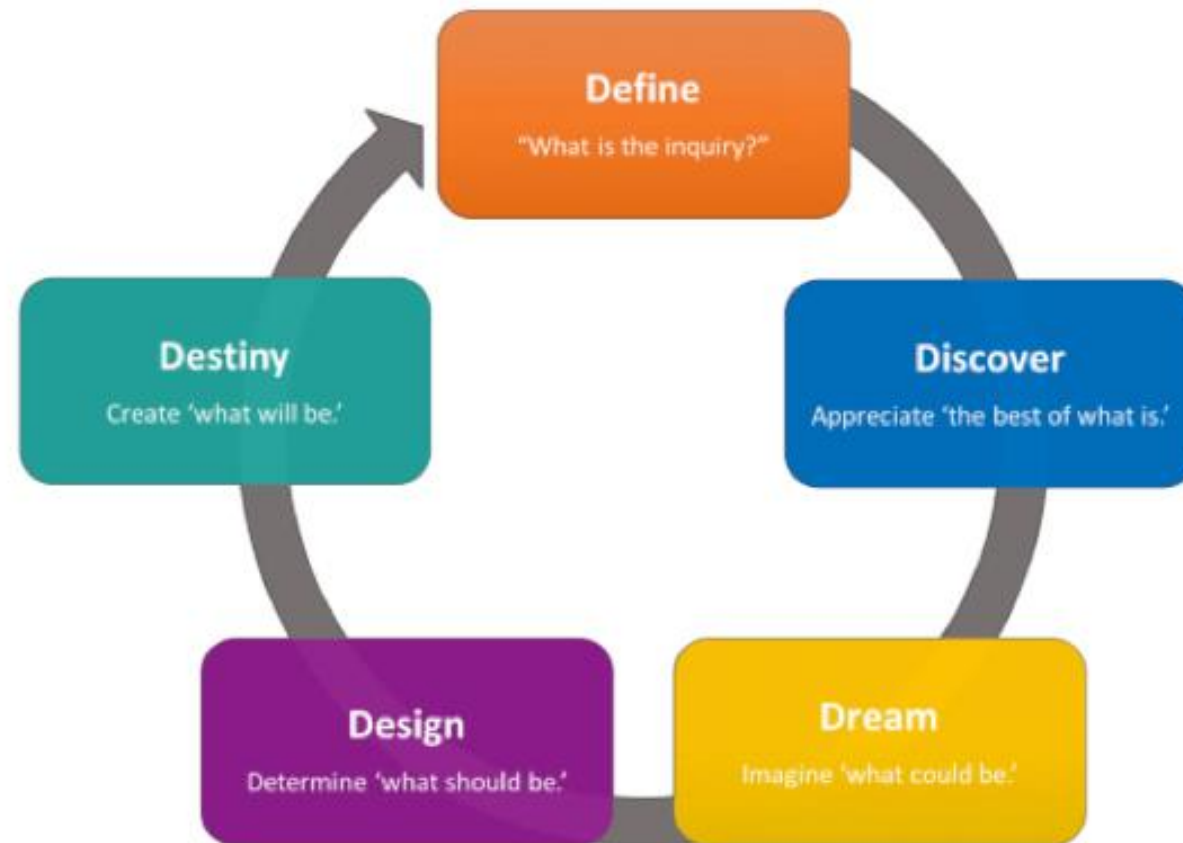 Define
“What is the inquiry?”
Discover
Appreciate ‘the best of what is.’
Dream
Imagine ‘what could be.’
Design
Determine ‘what should be.’
Destiny
Create ‘what will be.’